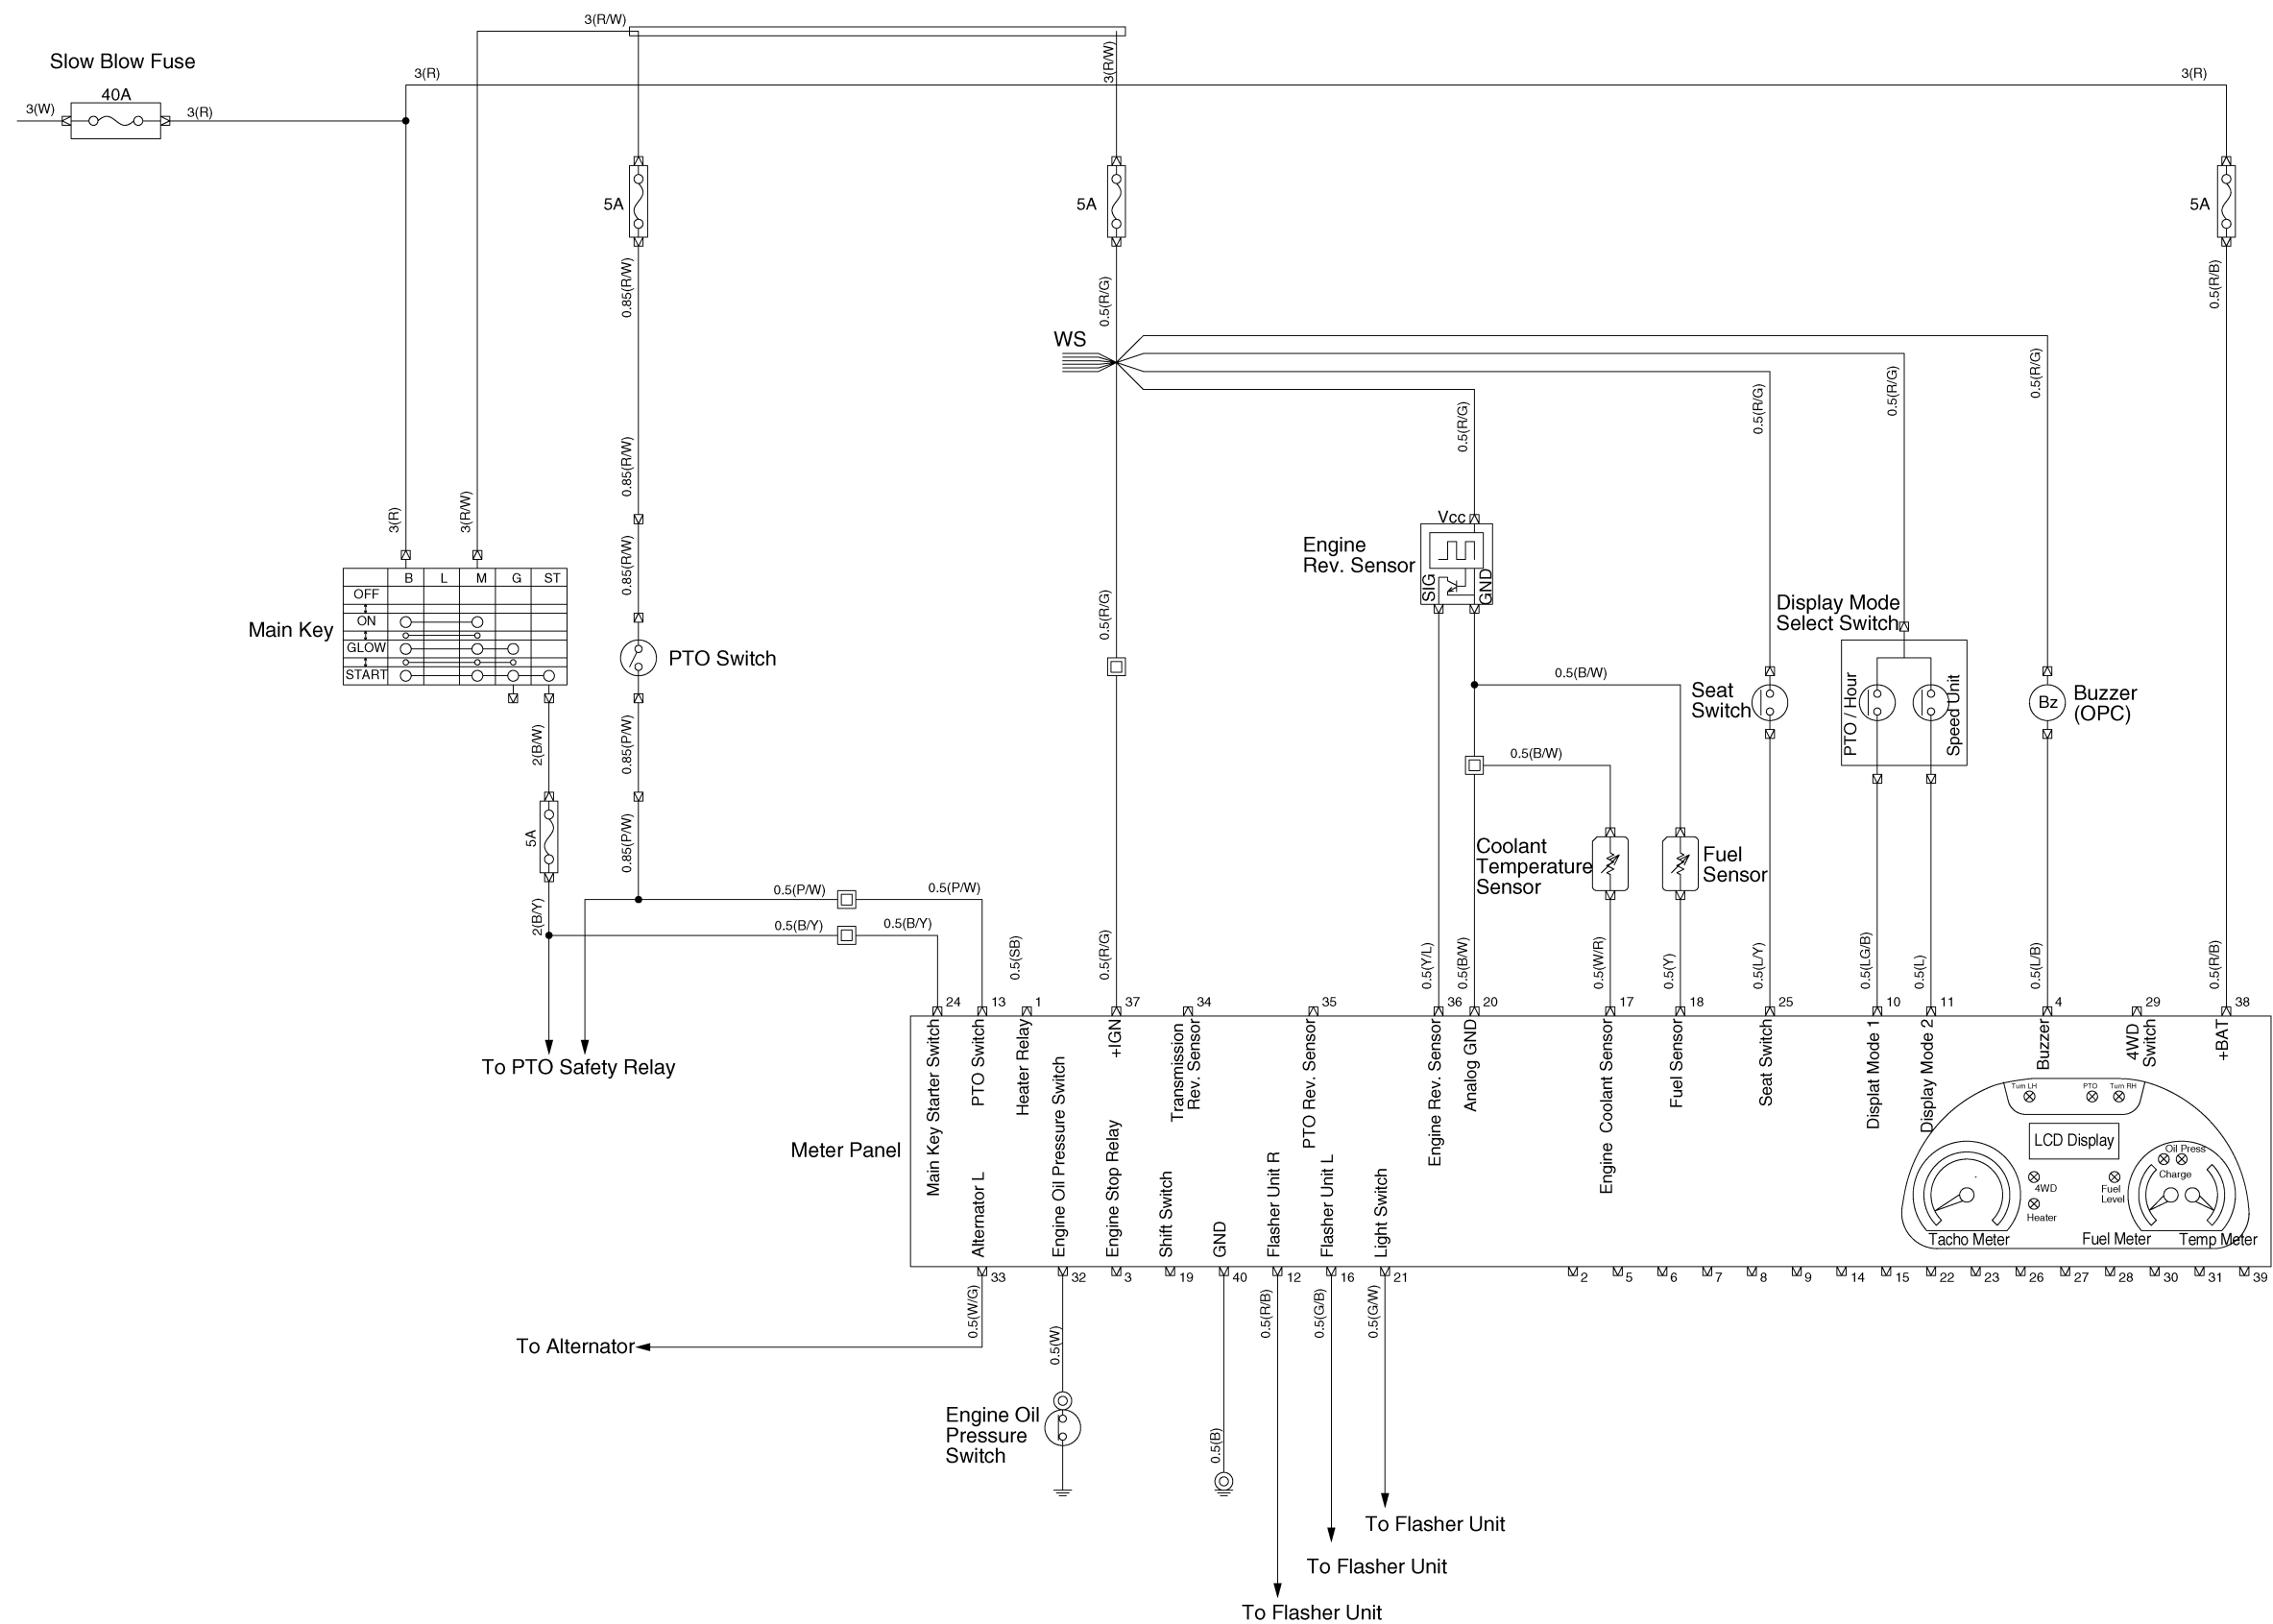 3(R/W)
Slow Blow Fuse
40A
3(W)
3(R)
3(R)
3(R/W)
3(R)
5A
5A
5A
0.85(R/W)
0.5(R/G)
0.5(R/B)
WS
0.5(R/G)
0.5(R/G)
0.5(R/G)
0.5(R/G)
3(R)
3(R/W)
0.85(R/W)
0.85(R/W)
Vcc
Engine
Rev. Sensor
SIG
GND
B L M G ST
OFF
ON
GLOW
START
Main Key
PTO Switch
0.5(R/G)
Display Mode
Select Switch
PTO / Hour
Speed Unit
0.5(B/W)
Seat
Switch
Bz
Buzzer
(OPC)
2(B/W)
0.85(P/W)
0.5(B/W)
5A
0.85(P/W)
Coolant
Temperature
Sensor
Fuel
Sensor
0.5(P/W)
0.5(P/W)
2(B/Y)
0.5(B/Y)
0.5(B/Y)
0.5(SB)
0.5(R/G)
0.5(Y/L)
0.5(B/W)
0.5(W/R)
0.5(Y)
0.5(L/Y)
0.5(LG/B)
0.5(L)
0.5(L/B)
0.5(R/B)
24 13 1 37 34 35 36 20 17 18 25 10 11 4 29 38
To PTO Safety Relay
Meter Panel
Main Key Starter Switch
PTO Switch
Heater Relay
+IGN
Transmission
Rev. Sensor
PTO Rev. Sensor
Engine Rev. Sensor
Analog GND
Engine Coolant Sensor
Fuel Sensor
Seat Switch
Displat Mode 1
Display Mode 2
Buzzer
4WD
Switch
+BAT
Turn LH
PTO
Turn RH
LCD Display
Oil Press
Charge
4WD
Fuel
Level
Heater
Tacho Meter
Fuel Meter
Temp Meter
Alternator L
Engine Oil Pressure Switch
Engine Stop Relay
Shift Switch
GND
Flasher Unit R
Flasher Unit L
Light Switch
33 32 3 19 40 12 16 21 2 5 6 7 8 9 14 15 22 23 26 27 28 30 31 39
0.5(W/G)
0.5(W)
0.5(R/B)
0.5(G/B)
0.5(G/W)
To Alternator
Engine Oil
Pressure
Switch
0.5(B)
To Flasher Unit
To Flasher Unit
To Flasher Unit